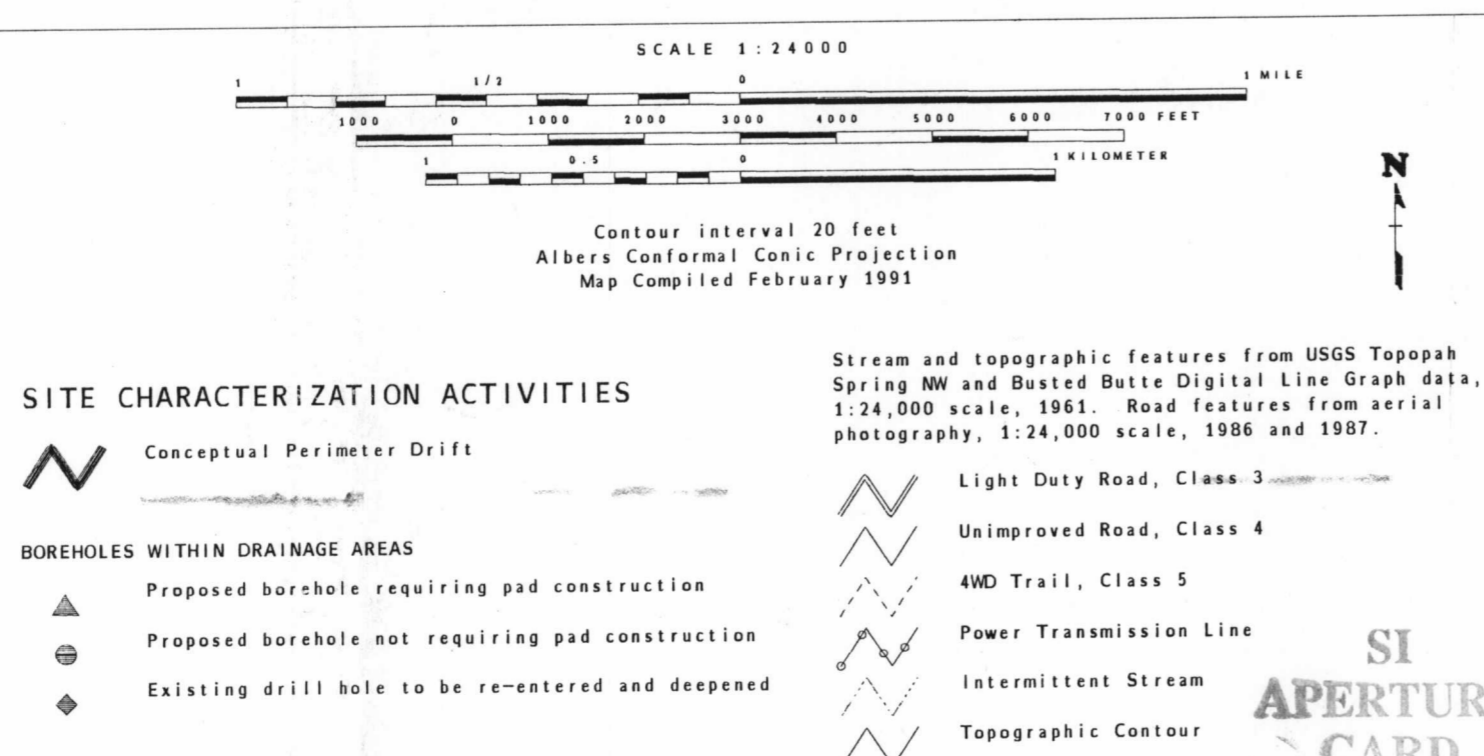 SCALE 1:24000
1 1/2 0 1 MILE
1000 0 1000 2000 3000 4000 5000 6000 7000 FEET
1 0.5 0 1 KILOMETER
N
Contour interval 20 feet
Albers Conformal Conic Projection
Map Compiled February 1991
SITE CHARACTERIZATION ACTIVITIES
Conceptual Perimeter Drift
BOREHOLES WITHIN DRAINAGE AREAS
Proposed borehole requiring pad construction
Proposed borehole not requiring pad construction
Existing drill hole to be re-entered and deepened
Stream and topographic features from USGS Topopah
Spring NW and Busted Butte Digital Line Graph data,
1:24,000 scale, 1961. Road features from aerial
photography, 1:24,000 scale, 1986 and 1987.
Light Duty Road, Class 3
Unimproved Road, Class 4
4WD Trail, Class 5
Power Transmission Line
Intermittent Stream
Topographic Contour
SI
APERTUR
CARD